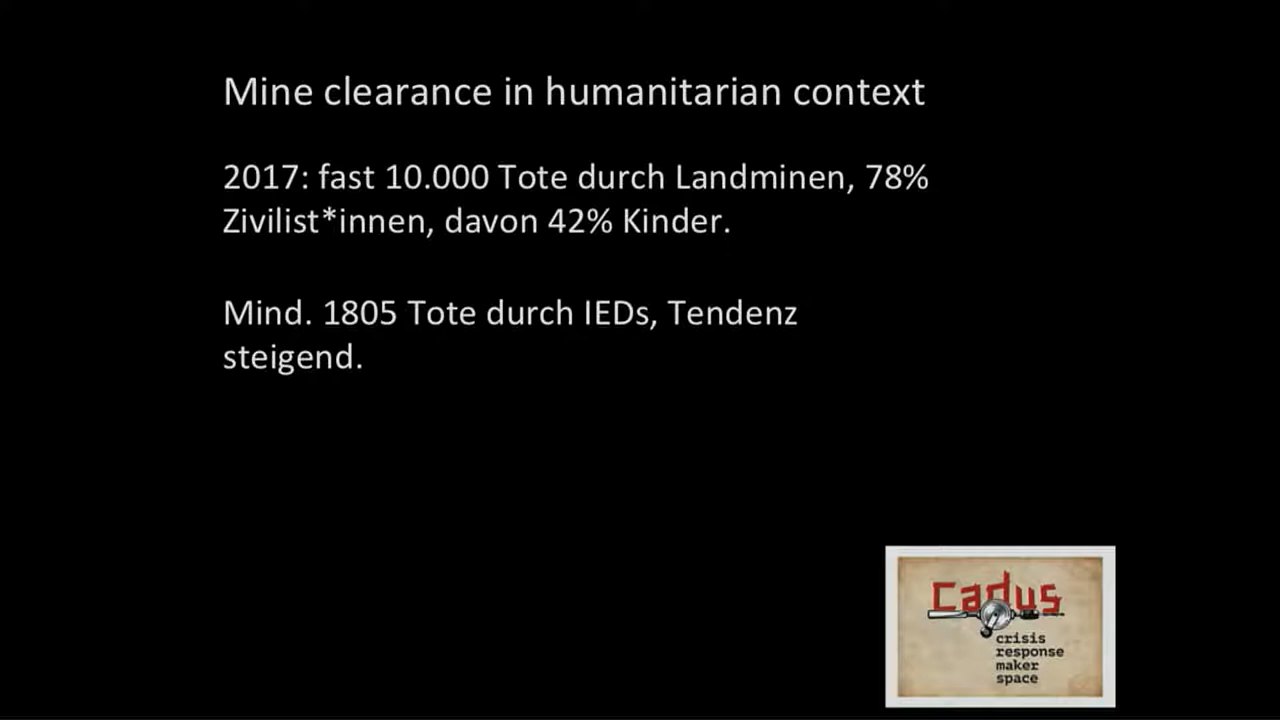 Mine clearance in humanitarian context
2017: fast 10.000 Tote durch Landminen, 78%
Zivilist*innen, davon 42% Kinder.
Mind. 1805 Tote durch IEDs, Tendenz
steigend.
cadus
crisis
response
maker
space